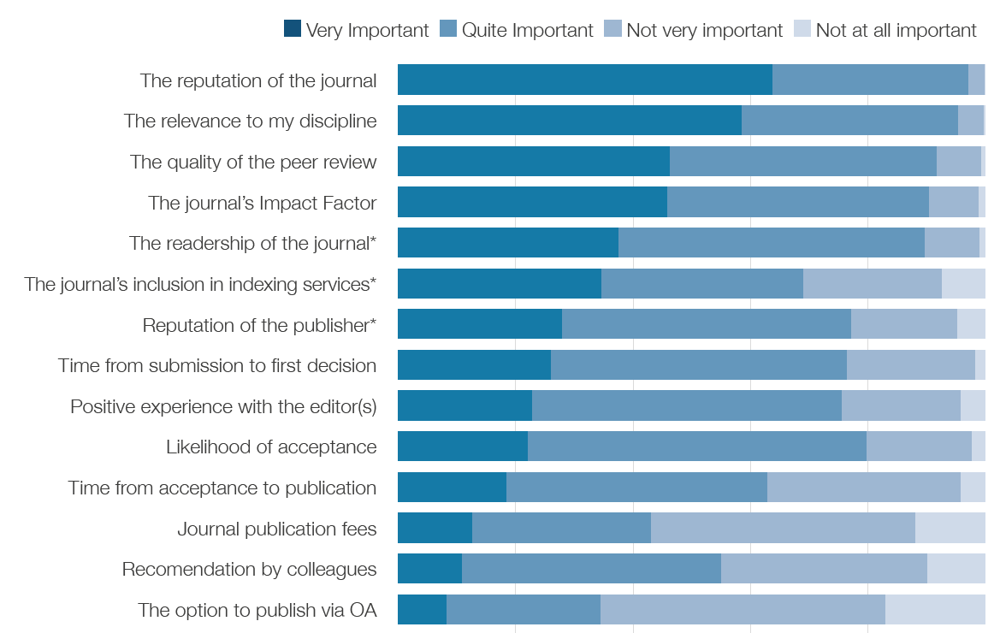 Very Important Quite Important Not very important Not at all important
The reputation of the journal
The relevance to my discipline
The quality of the peer review
The journal’s Impact Factor
The readership of the journal*
The journal’s inclusion in indexing services*
Reputation of the publisher*
Time from submission to first decision
Positive experience with the editor(s)
Likelihood of acceptance
Time from acceptance to publication
Journal publication fees
Recomendation by colleagues
The option to publish via OA